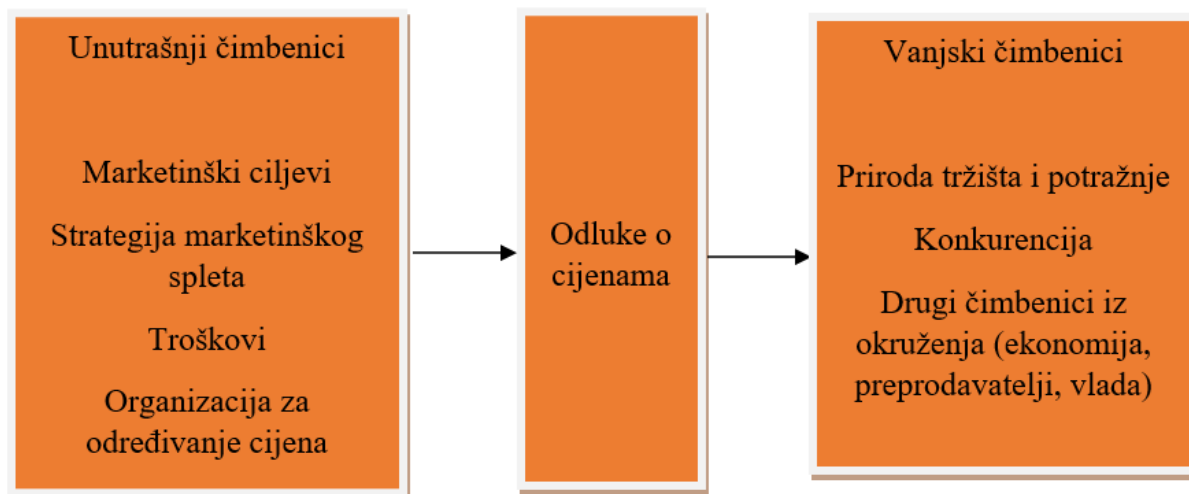 Unutrašnji čimbenici
Marketinški ciljevi
Strategija marketinškog
spleta
Troškovi
Organizacija za
određivanje cijena
Odluke o
cijenama
Vanjski čimbenici
Priroda tržišta i potražnje
Konkurencija
Drugi čimbenici iz
okruženja (ekonomija,
preprodavatelji, vlada)